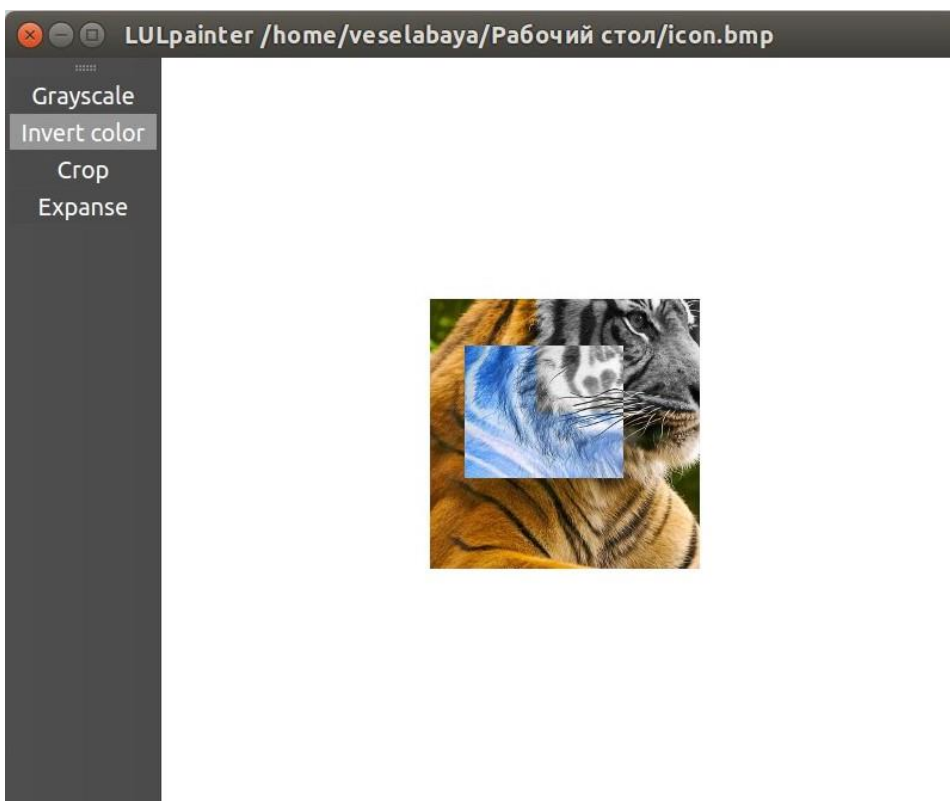 LULpainter /home/veselabaya/Рабочий стол/icon.bmp
Grayscale
Invert color
Crop
Expanse